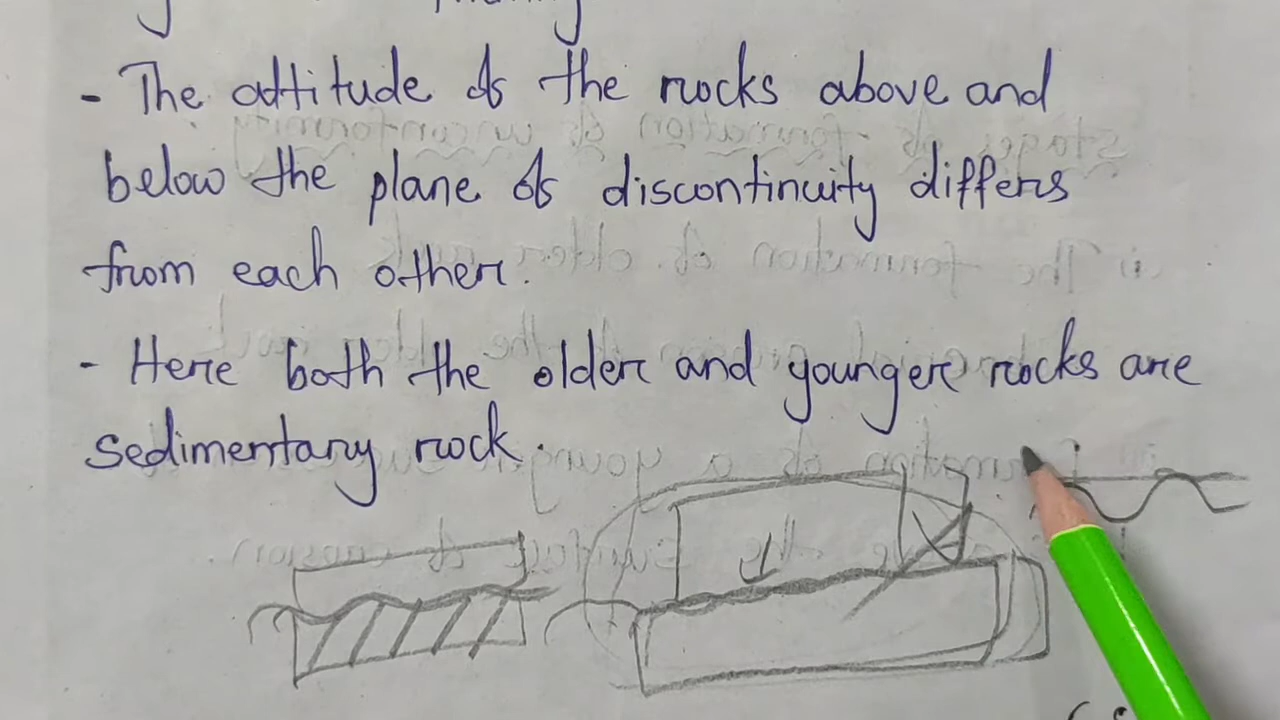 - The attitude of the rocks above and
below the plane of discontinuity differs
from each other.
- Here both the older and younger rocks are
sedimentary rock.